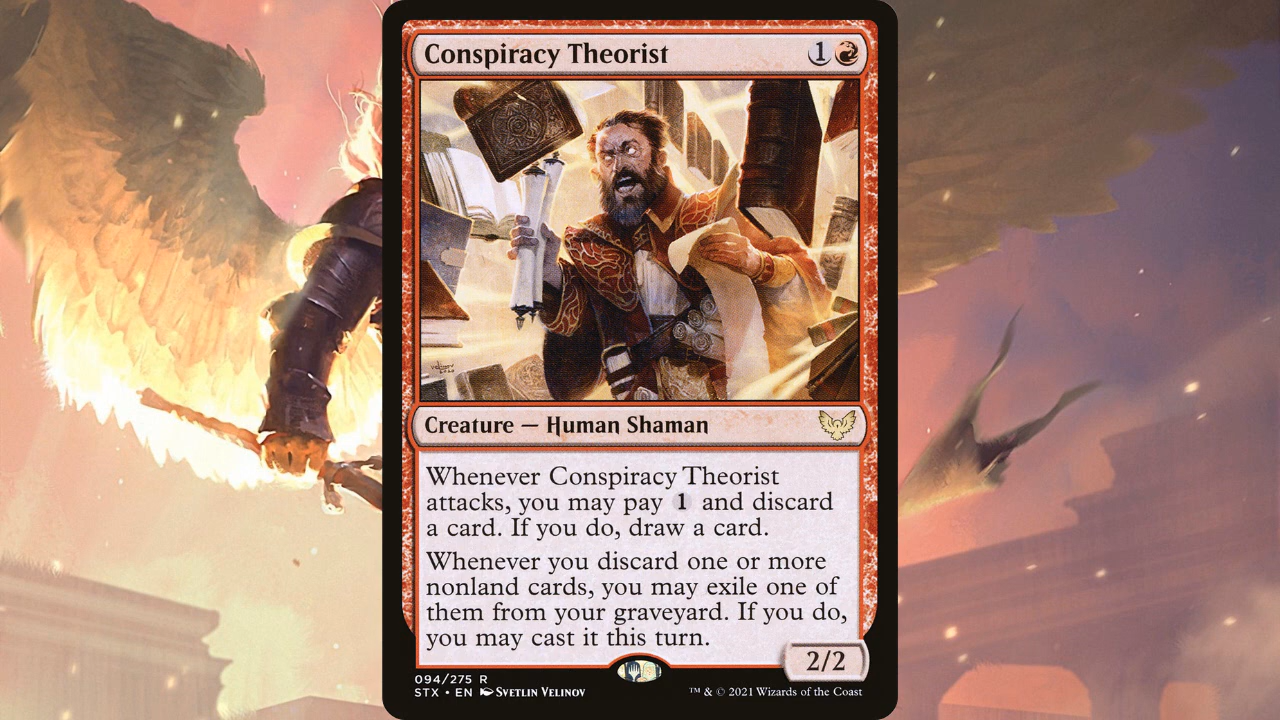 Conspiracy Theorist 1
Creature — Human Shaman
Whenever Conspiracy Theorist
attacks, you may pay 1 and discard
a card. If you do, draw a card.
Whenever you discard one or more
nonland cards, you may exile one of
them from your graveyard. If you do,
you may cast it this turn.
2/2
094/275 R
STX • EN Svetlin Velinov
™ & © 2021 Wizards of the Coast